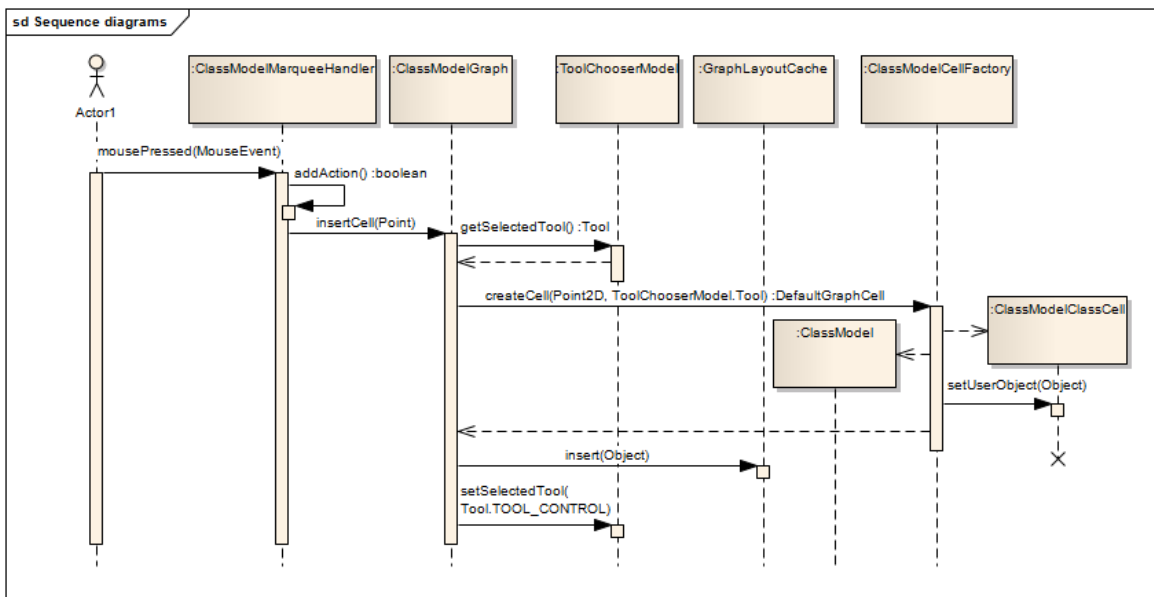 sd Sequence diagrams
:ClassModelMarqueeHandler
:ClassModelGraph
:ToolChooserModel
:GraphLayoutCache
:ClassModelCellFactory
Actor1
mousePressed(MouseEvent)
addAction() :boolean
insertCell(Point)
getSelectedTool() :Tool
createCell(Point2D, ToolChooserModel.Tool) :DefaultGraphCell
:ClassModelClassCell
:ClassModel
setUserObject(Object)
insert(Object)
setSelectedTool(
Tool.TOOL_CONTROL)